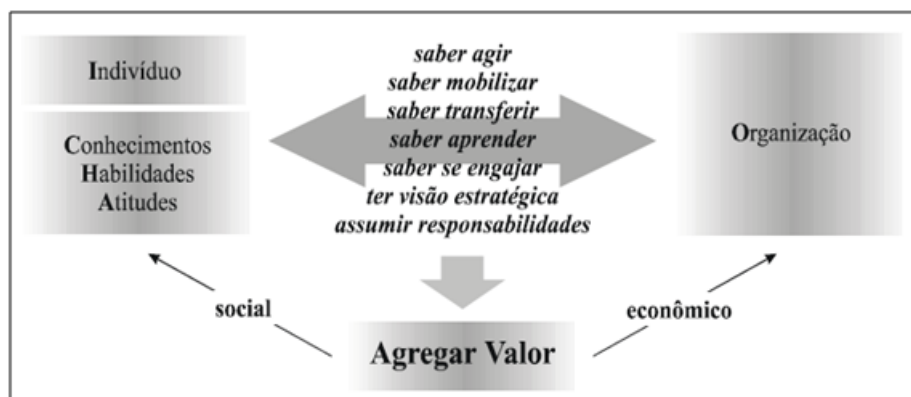 Indivíduo
Conhecimentos
Habilidades
Atitudes
saber agir
saber mobilizar
saber transferir
saber aprender
saber se engajar
ter visão estratégica
assumir responsabilidades
Organização
social
econômico
Agregar Valor